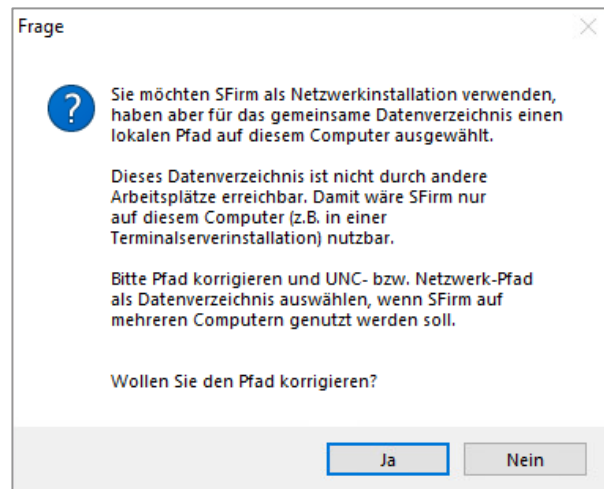 Frage
Sie möchten SFirm als Netzwerkinstallation verwenden,
haben aber für das gemeinsame Datenverzeichnis einen
lokalen Pfad auf diesem Computer ausgewählt.
Dieses Datenverzeichnis ist nicht durch andere
Arbeitsplätze erreichbar. Damit wäre SFirm nur
auf diesem Computer (z.B. in einer
Terminalserverinstallation) nutzbar.
Bitte Pfad korrigieren und UNC- bzw. Netzwerk-Pfad
als Datenverzeichnis auswählen, wenn SFirm auf
mehreren Computern genutzt werden soll.
Wollen Sie den Pfad korrigieren?
Ja Nein